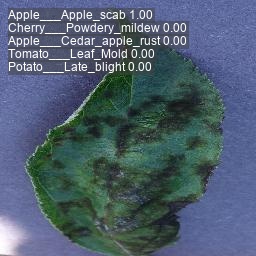 Apple___Apple_scab 1.00
Cherry___Powdery_mildew 0.00
Apple___Cedar_apple_rust 0.00
Tomato___Leaf_Mold 0.00
Potato___Late_blight 0.00